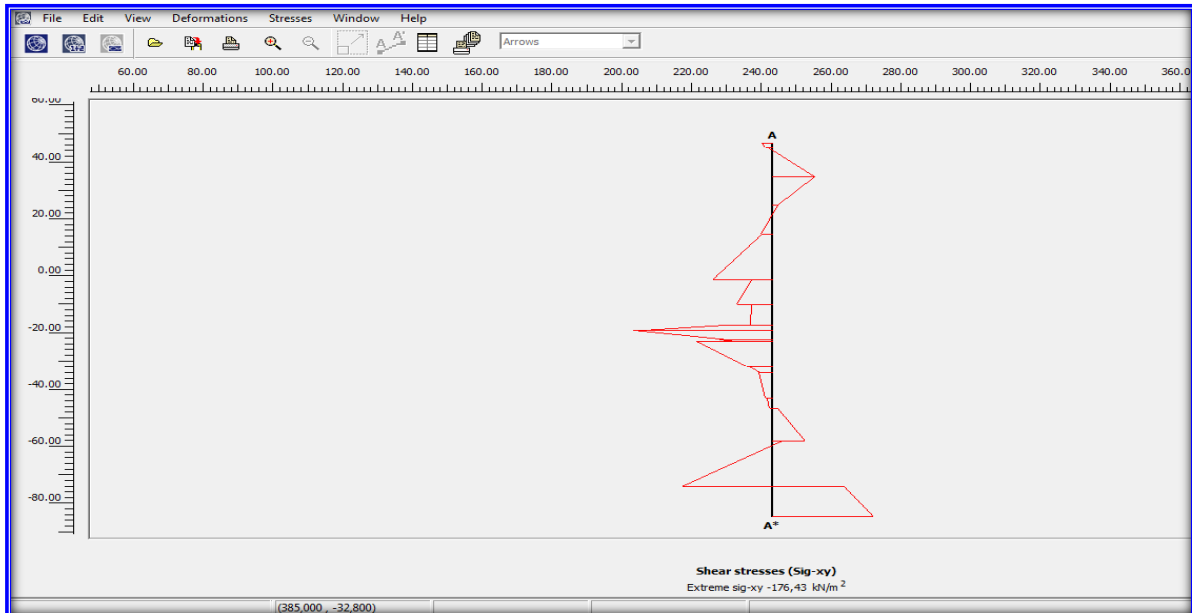 File Edit View Deformations Stresses Window Help
Arrows
60.00 80.00 100.00 120.00 140.00 160.00 180.00 200.00 220.00 240.00 260.00 280.00 300.00 320.00 340.00 360.0
60.00
40.00
20.00
0.00
-20.00
-40.00
-60.00
-80.00
A
A*
Shear stresses (Sig-xy)
Extreme sig-xy -176,43 kN/m²
(385,000 , -32,800)